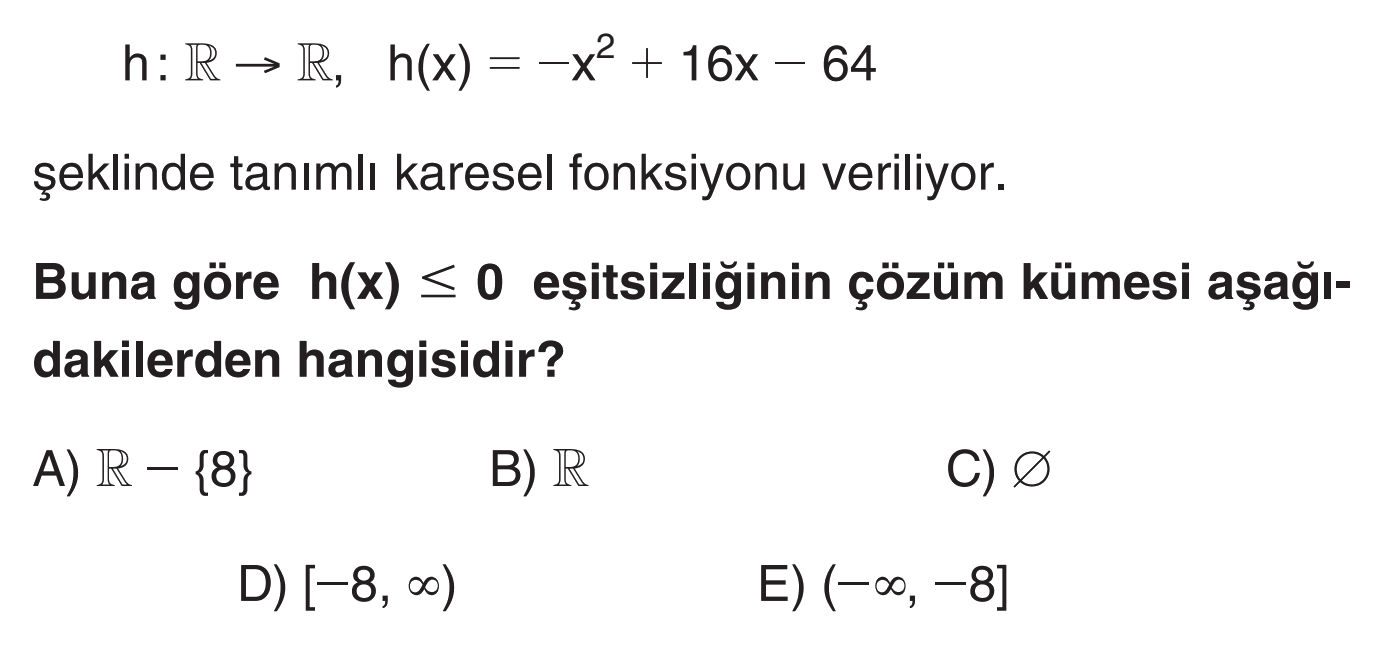 h: ℝ → ℝ, h(x) = −x² + 16x − 64
şeklinde tanımlı karesel fonksiyonu veriliyor.
Buna göre h(x) ≤ 0 eşitsizliğinin çözüm kümesi aşağı-
dakilerden hangisidir?
A) ℝ − {8} B) ℝ C) ∅
D) [−8, ∞) E) (−∞, −8]